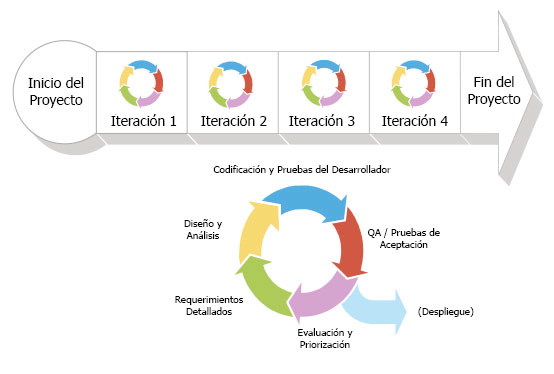 Inicio del
Proyecto
Iteración 1
Iteración 2
Iteración 3
Iteración 4
Fin del
Proyecto
Codificación y Pruebas del Desarrollador
Diseño y
Análisis
QA / Pruebas de
Aceptación
Requerimientos
Detallados
(Despliegue)
Evaluación y
Priorización